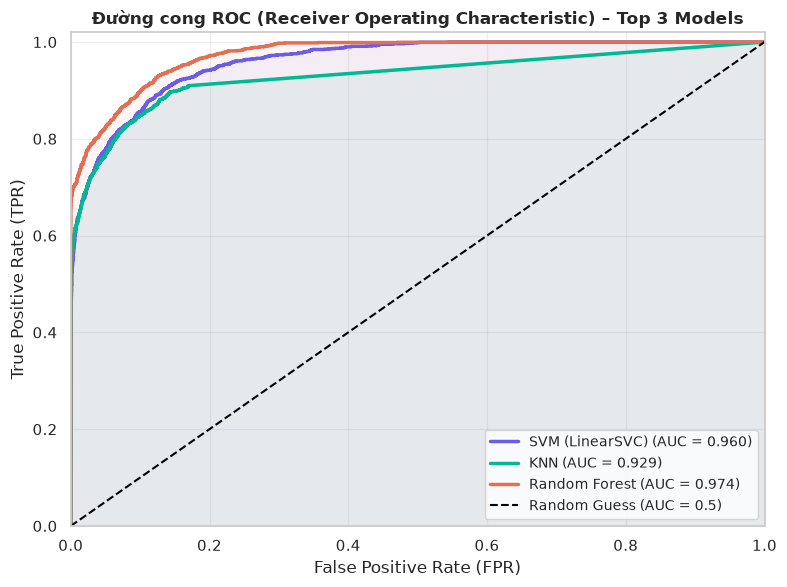 Đường cong ROC (Receiver Operating Characteristic) – Top 3 Models
True Positive Rate (TPR)
1.0
0.8
0.6
0.4
0.2
0.0
0.0 0.2 0.4 0.6 0.8 1.0
False Positive Rate (FPR)
SVM (LinearSVC) (AUC = 0.960)
KNN (AUC = 0.929)
Random Forest (AUC = 0.974)
Random Guess (AUC = 0.5)